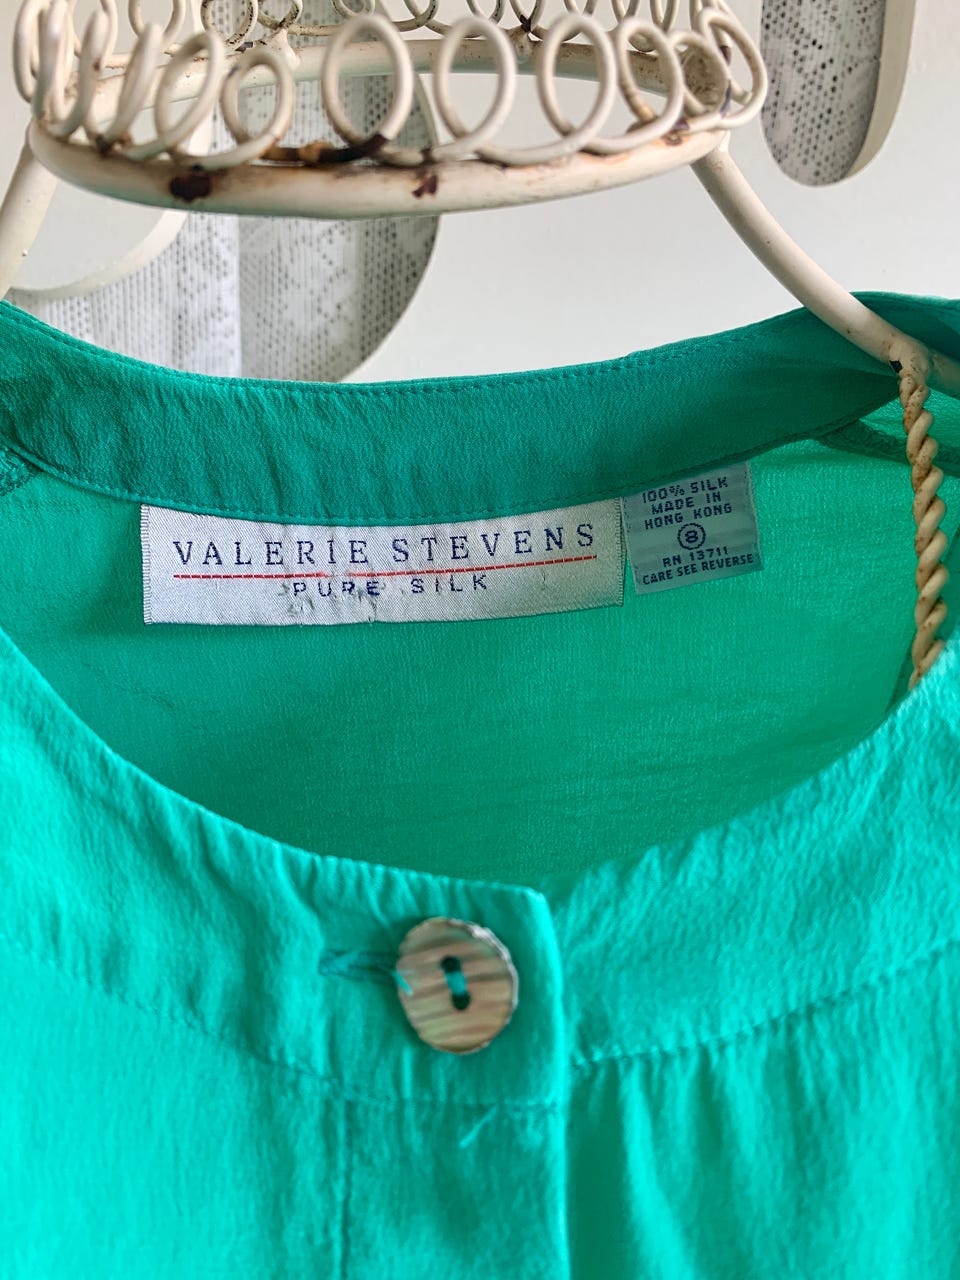 VALERIE STEVENS
PURE SILK
100% SILK
MADE IN
HONG KONG
8
RN 13711
CARE SEE REVERSE